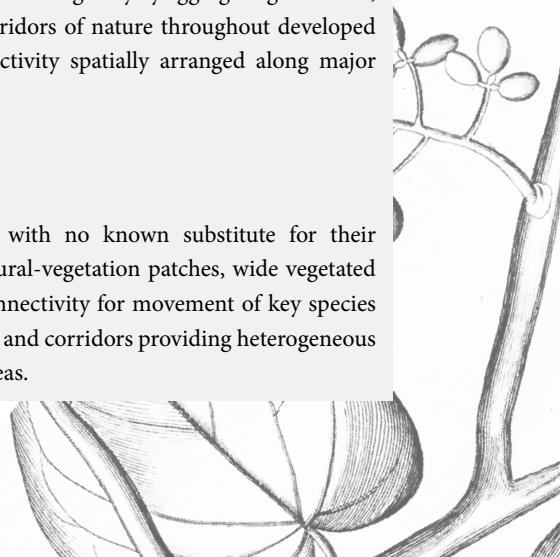 ridors of nature throughout developed
ctivity spatially arranged along major
with no known substitute for their
ural-vegetation patches, wide vegetated
nnectivity for movement of key species
and corridors providing heterogeneous
eas.